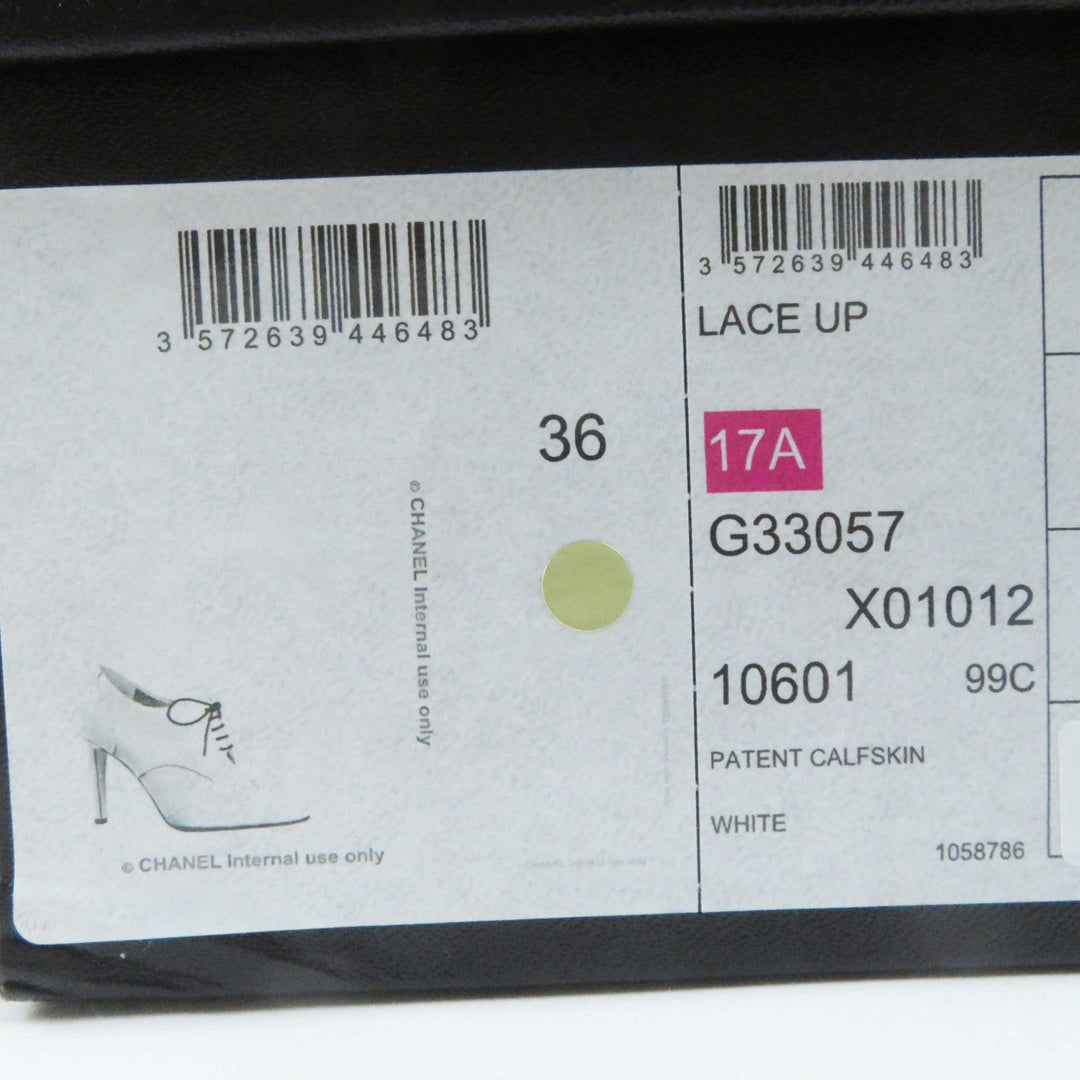 3 572639 446483
36
© CHANEL Internal use only
© CHANEL Internal use only
3 572639 446483
LACE UP
17A
G33057
X01012
10601 99C
PATENT CALFSKIN
WHITE
1058786